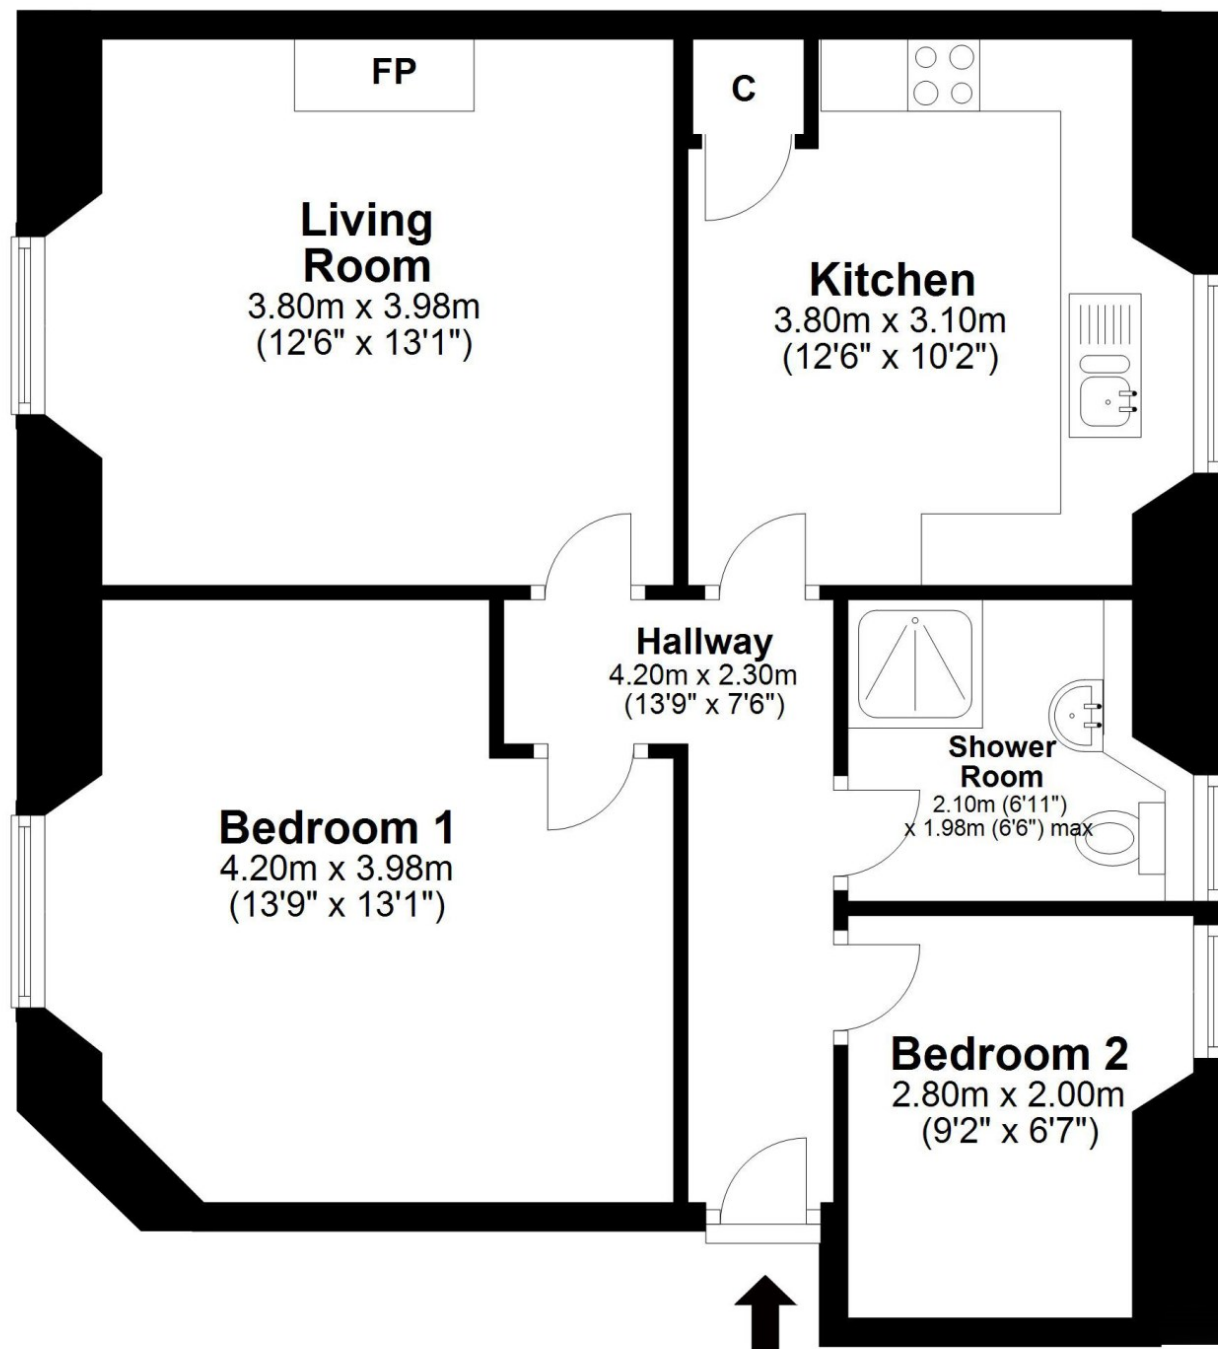 FP
C
Living
Room
3.80m x 3.98m
(12'6" x 13'1")
Kitchen
3.80m x 3.10m
(12'6" x 10'2")
Hallway
4.20m x 2.30m
(13'9" x 7'6")
Shower
Room
2.10m (6'11")
x 1.98m (6'6") max
Bedroom 1
4.20m x 3.98m
(13'9" x 13'1")
Bedroom 2
2.80m x 2.00m
(9'2" x 6'7")